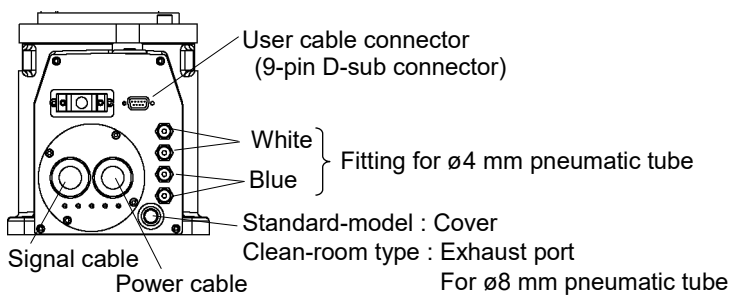 User cable connector
(9-pin D-sub connector)
White
Blue
Fitting for ø4 mm pneumatic tube
Standard-model : Cover
Clean-room type : Exhaust port
For ø8 mm pneumatic tube
Signal cable
Power cable